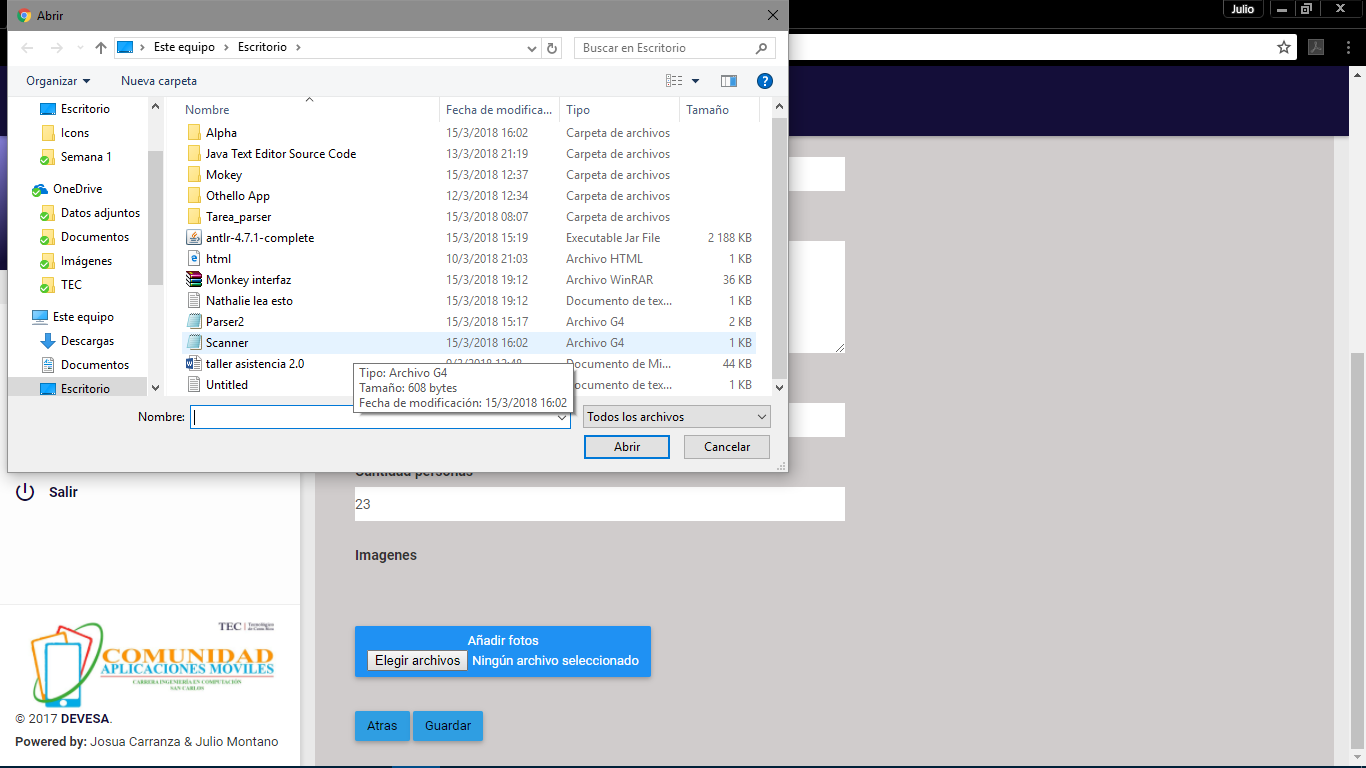 Abrir
Julio
Este equipo > Escritorio >
Buscar en Escritorio
Organizar
Nueva carpeta
Escritorio
Icons
Semana 1
OneDrive
Datos adjuntos
Documentos
Imágenes
TEC
Este equipo
Descargas
Documentos
Escritorio
Nombre Fecha de modifica... Tipo Tamaño
Alpha 15/3/2018 16:02 Carpeta de archivos
Java Text Editor Source Code 13/3/2018 21:19 Carpeta de archivos
Mokey 15/3/2018 12:37 Carpeta de archivos
Othello App 12/3/2018 12:34 Carpeta de archivos
Tarea_parser 15/3/2018 08:07 Carpeta de archivos
antlr-4.7.1-complete 15/3/2018 15:19 Executable Jar File 2 188 KB
html 10/3/2018 21:03 Archivo HTML 1 KB
Monkey interfaz 15/3/2018 19:12 Archivo WinRAR 36 KB
Nathalie lea esto 15/3/2018 19:12 Documento de tex... 1 KB
Parser2 15/3/2018 15:17 Archivo G4 2 KB
Scanner 15/3/2018 16:02 Archivo G4 1 KB
taller asistencia 2.0 Documento de Mi... 44 KB
Untitled ocumento de tex... 1 KB
Tipo: Archivo G4
Tamaño: 608 bytes
Fecha de modificación: 15/3/2018 16:02
Nombre:
Todos los archivos
Abrir
Cancelar
Cantidad personas
23
Imagenes
Añadir fotos
Elegir archivos Ningún archivo seleccionado
Atras
Guardar
Salir
TEC | Tecnológico de Costa Rica
COMUNIDAD
APLICACIONES MOVILES
CARRERA INGENIERÍA EN COMPUTACIÓN
SAN CARLOS
© 2017 DEVESA.
Powered by: Josua Carranza & Julio Montano